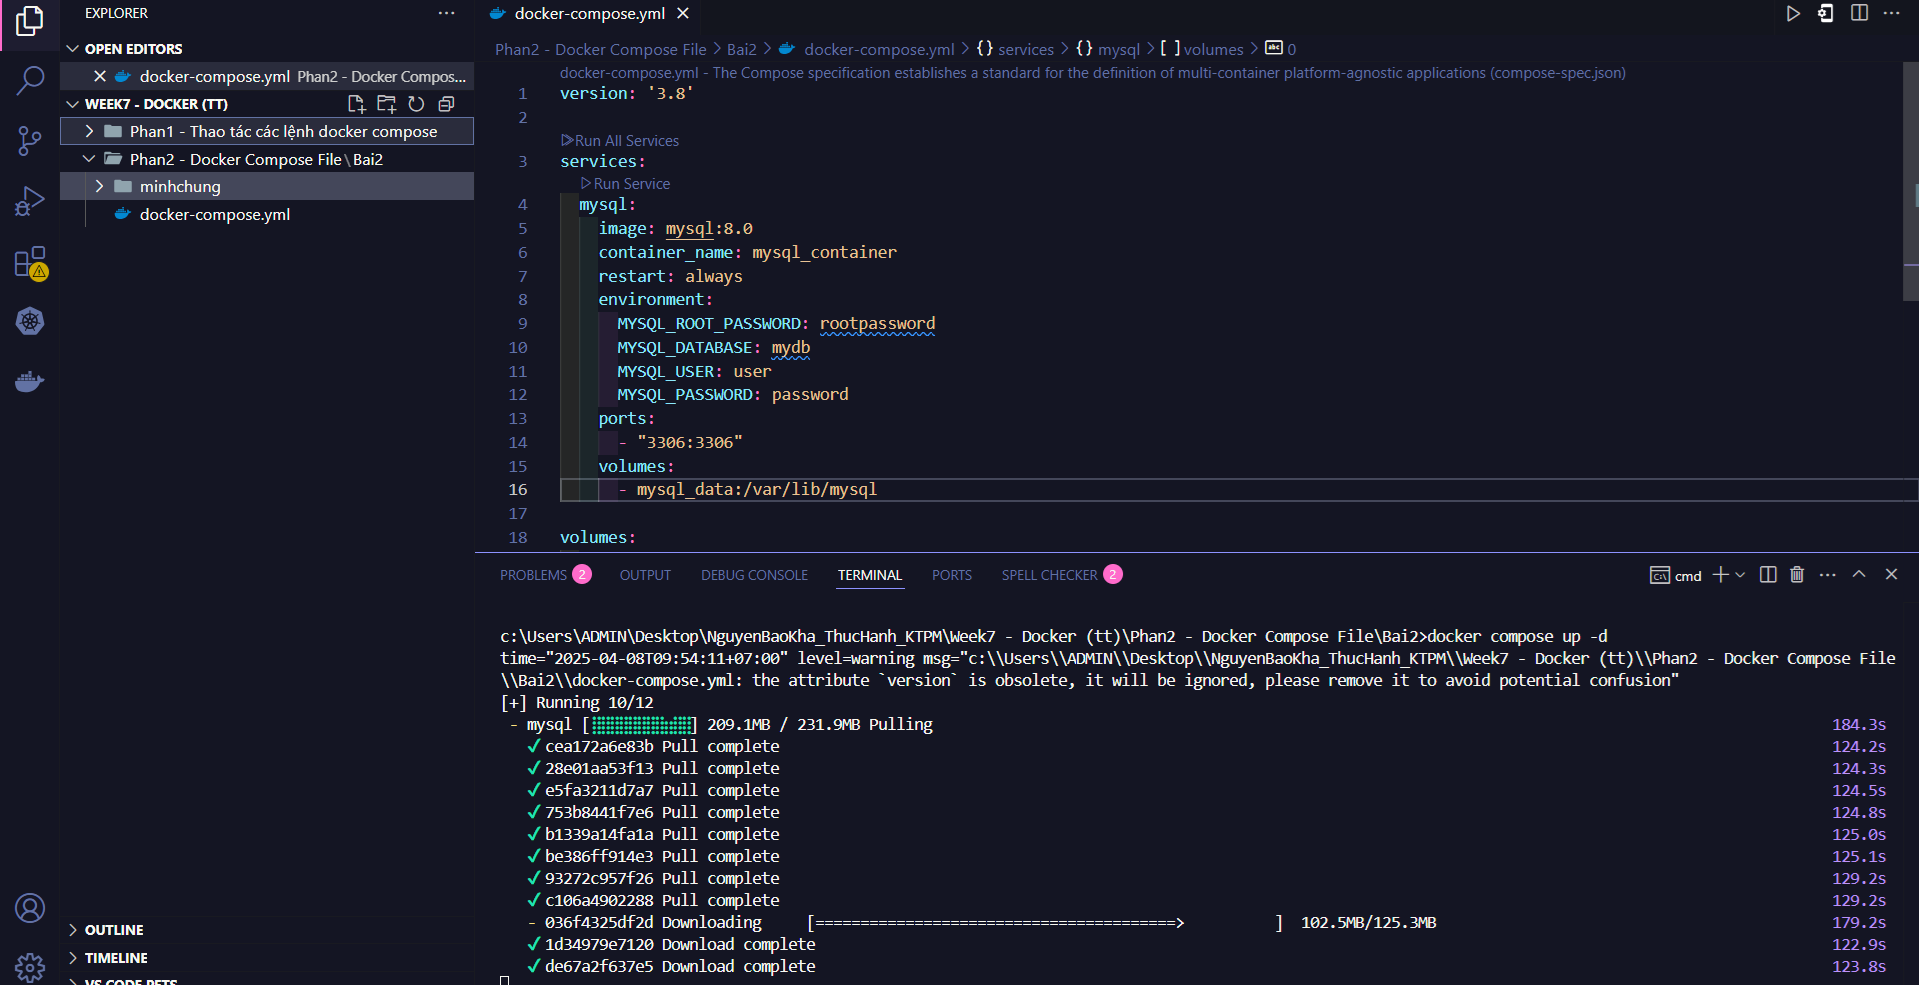 EXPLORER
OPEN EDITORS
docker-compose.yml Phan2 - Docker Compos...
WEEK7 - DOCKER (TT)
Phan1 - Thao tác các lệnh docker compose
Phan2 - Docker Compose File\Bai2
minhchung
docker-compose.yml
OUTLINE
TIMELINE
VS CODE PETS
docker-compose.yml
Phan2 - Docker Compose File > Bai2 > docker-compose.yml > {} services > {} mysql > [ ] volumes > abc 0
docker-compose.yml - The Compose specification establishes a standard for the definition of multi-container platform-agnostic applications (compose-spec.json)
1 version: '3.8'
2
Run All Services
3 services:
Run Service
4 mysql:
5 image: mysql:8.0
6 container_name: mysql_container
7 restart: always
8 environment:
9 MYSQL_ROOT_PASSWORD: rootpassword
10 MYSQL_DATABASE: mydb
11 MYSQL_USER: user
12 MYSQL_PASSWORD: password
13 ports:
14 - "3306:3306"
15 volumes:
16 - mysql_data:/var/lib/mysql
17
18 volumes:
PROBLEMS 2 OUTPUT DEBUG CONSOLE TERMINAL PORTS SPELL CHECKER 2 cmd
c:\Users\ADMIN\Desktop\NguyenBaoKha_ThucHanh_KTPM\Week7 - Docker (tt)\Phan2 - Docker Compose File\Bai2>docker compose up -d
time="2025-04-08T09:54:11+07:00" level=warning msg="c:\\Users\\ADMIN\\Desktop\\NguyenBaoKha_ThucHanh_KTPM\\Week7 - Docker (tt)\\Phan2 - Docker Compose File
\\Bai2\\docker-compose.yml: the attribute `version` is obsolete, it will be ignored, please remove it to avoid potential confusion"
[+] Running 10/12
- mysql [⣿⣿⣿⣿⣿⣿⣿⣿⣦⣿⣿] 209.1MB / 231.9MB Pulling 184.3s
✔ cea172a6e83b Pull complete 124.2s
✔ 28e01aa53f13 Pull complete 124.3s
✔ e5fa3211d7a7 Pull complete 124.5s
✔ 753b8441f7e6 Pull complete 124.8s
✔ b1339a14fa1a Pull complete 125.0s
✔ be386ff914e3 Pull complete 125.1s
✔ 93272c957f26 Pull complete 129.2s
✔ c106a4902288 Pull complete 129.2s
- 036f4325df2d Downloading [========================================> ] 102.5MB/125.3MB 179.2s
✔ 1d34979e7120 Download complete 122.9s
✔ de67a2f637e5 Download complete 123.8s